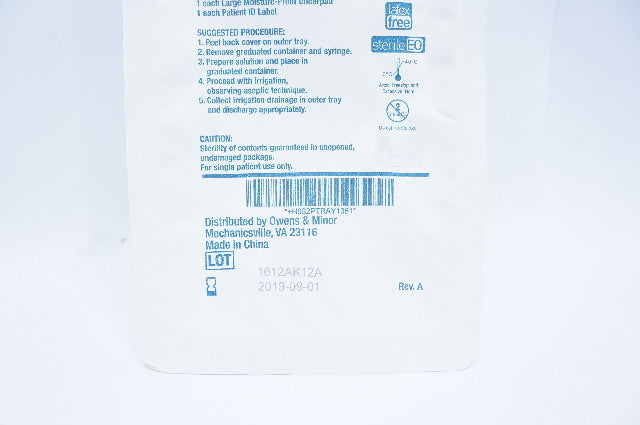 1 each Large Moisture-Proof Underpad
1 each Patient ID Label
SUGGESTED PROCEDURE:
1. Peel back cover on outer tray.
2. Remove graduated container and syringe.
3. Prepare solution and place in
graduated container.
4. Proceed with irrigation,
observing aseptic technique.
5. Collect irrigation drainage in outer tray
and discharge appropriately.
latex
free
sterile EO
2
CAUTION:
Sterility of contents guaranteed in unopened,
undamaged package.
For single patient use only.
Distributed by Owens & Minor
Mechanicsville, VA 23116
Made in China
LOT
1612AK12A
2019-09-01
Rev. A